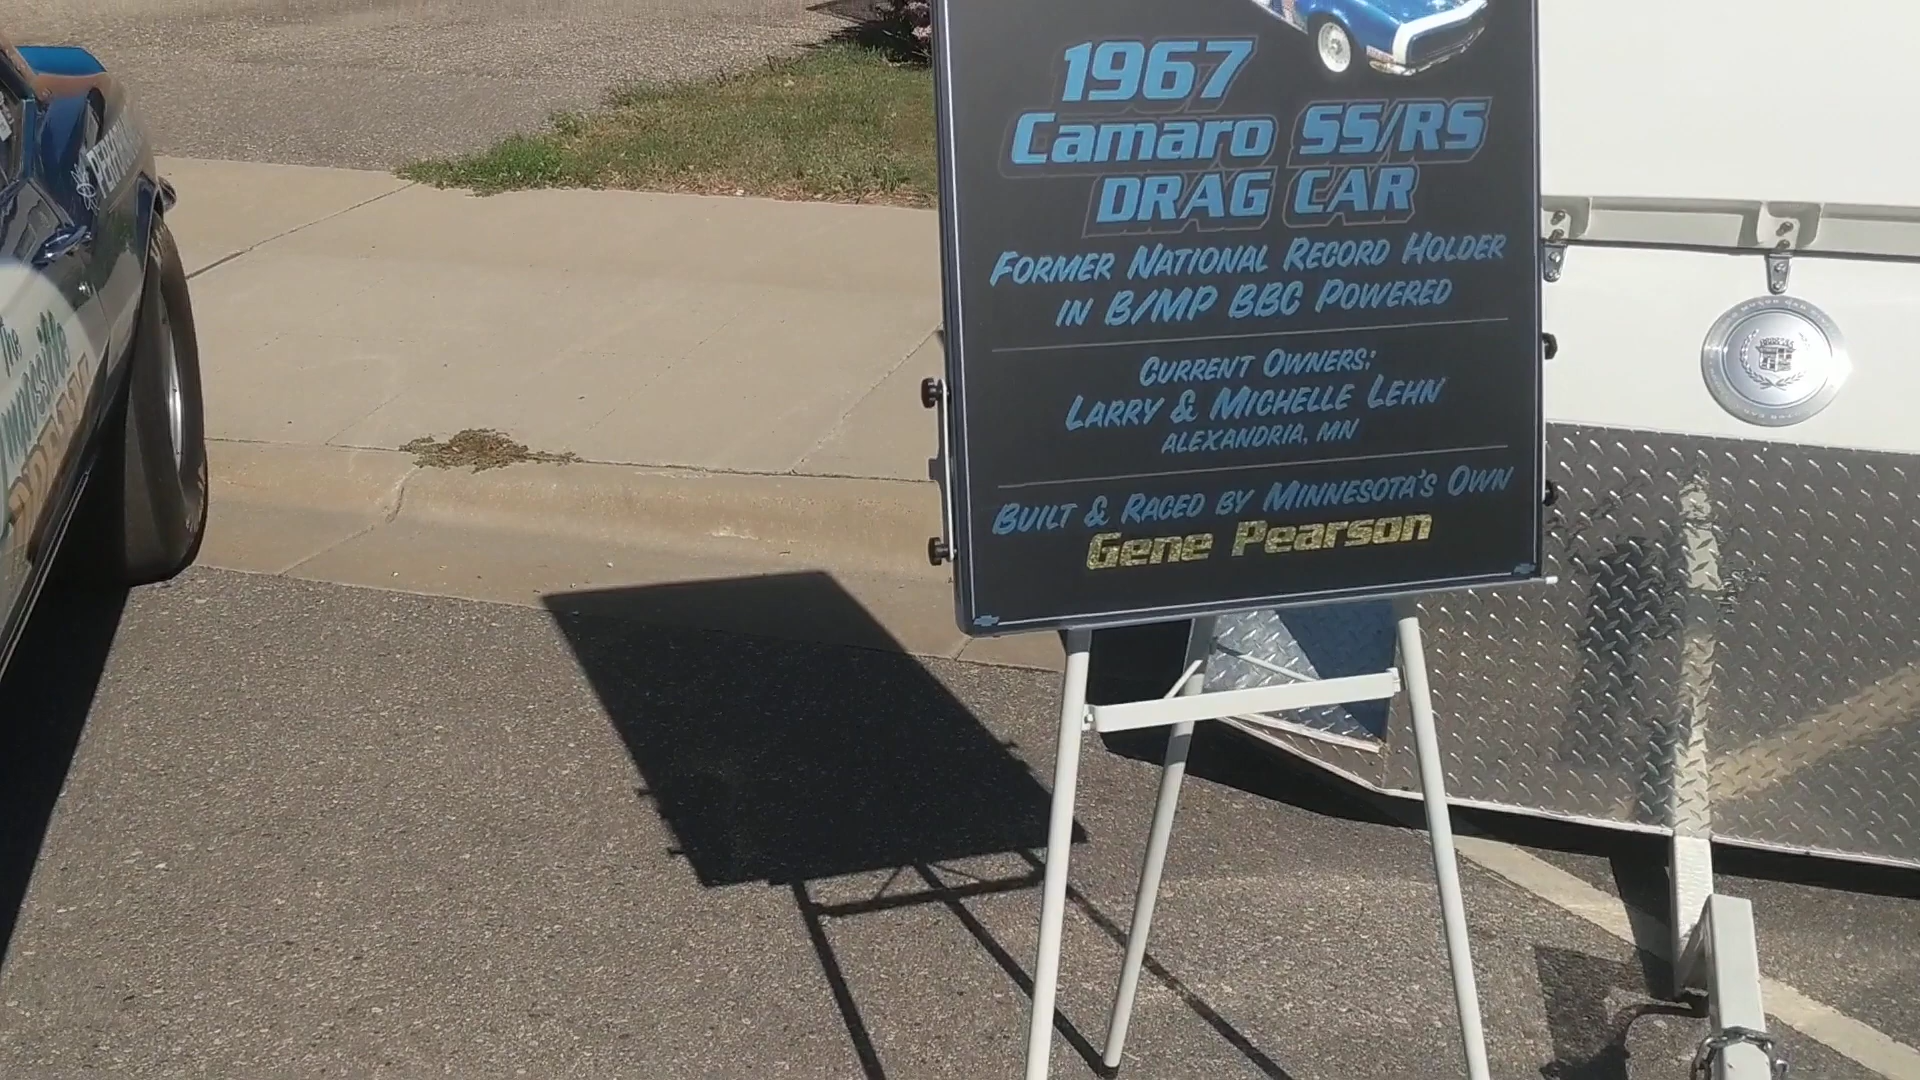 1967
Camaro SS/RS
DRAG CAR
FORMER NATIONAL RECORD HOLDER
IN B/MP BBC POWERED
CURRENT OWNERS:
LARRY & MICHELLE LEHN
ALEXANDRIA, MN
BUILT & RACED BY MINNESOTA'S OWN
Gene Pearson
The